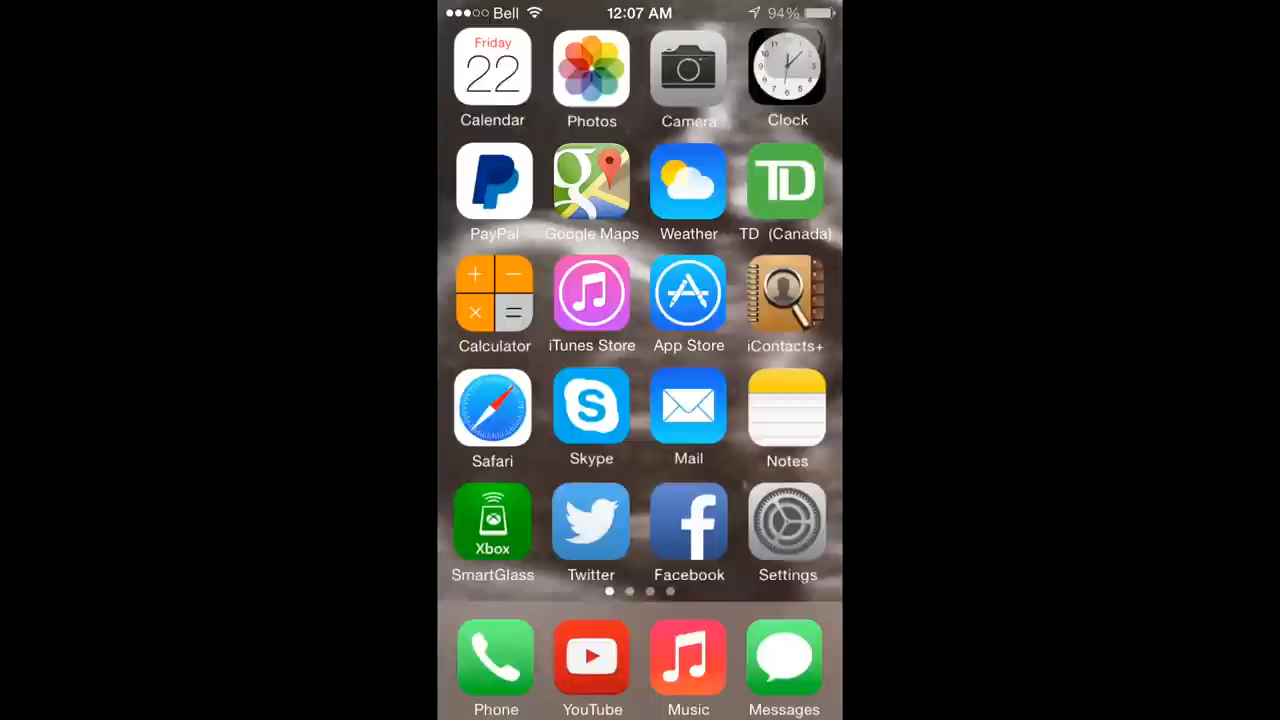 Bell 12:07 AM 94%
Friday
22
Calendar Photos Camera Clock
PayPal Google Maps Weather TD (Canada)
Calculator iTunes Store App Store iContacts+
Safari Skype Mail Notes
Xbox
SmartGlass Twitter Facebook Settings
Phone YouTube Music Messages